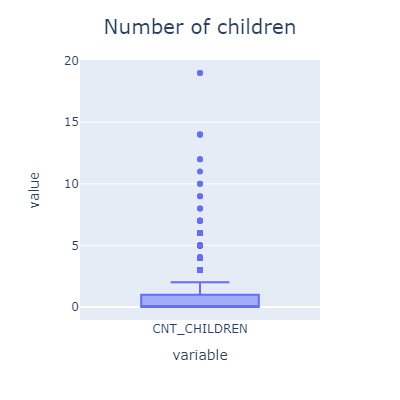 Number of children
20
15
10
5
0
value
CNT_CHILDREN
variable